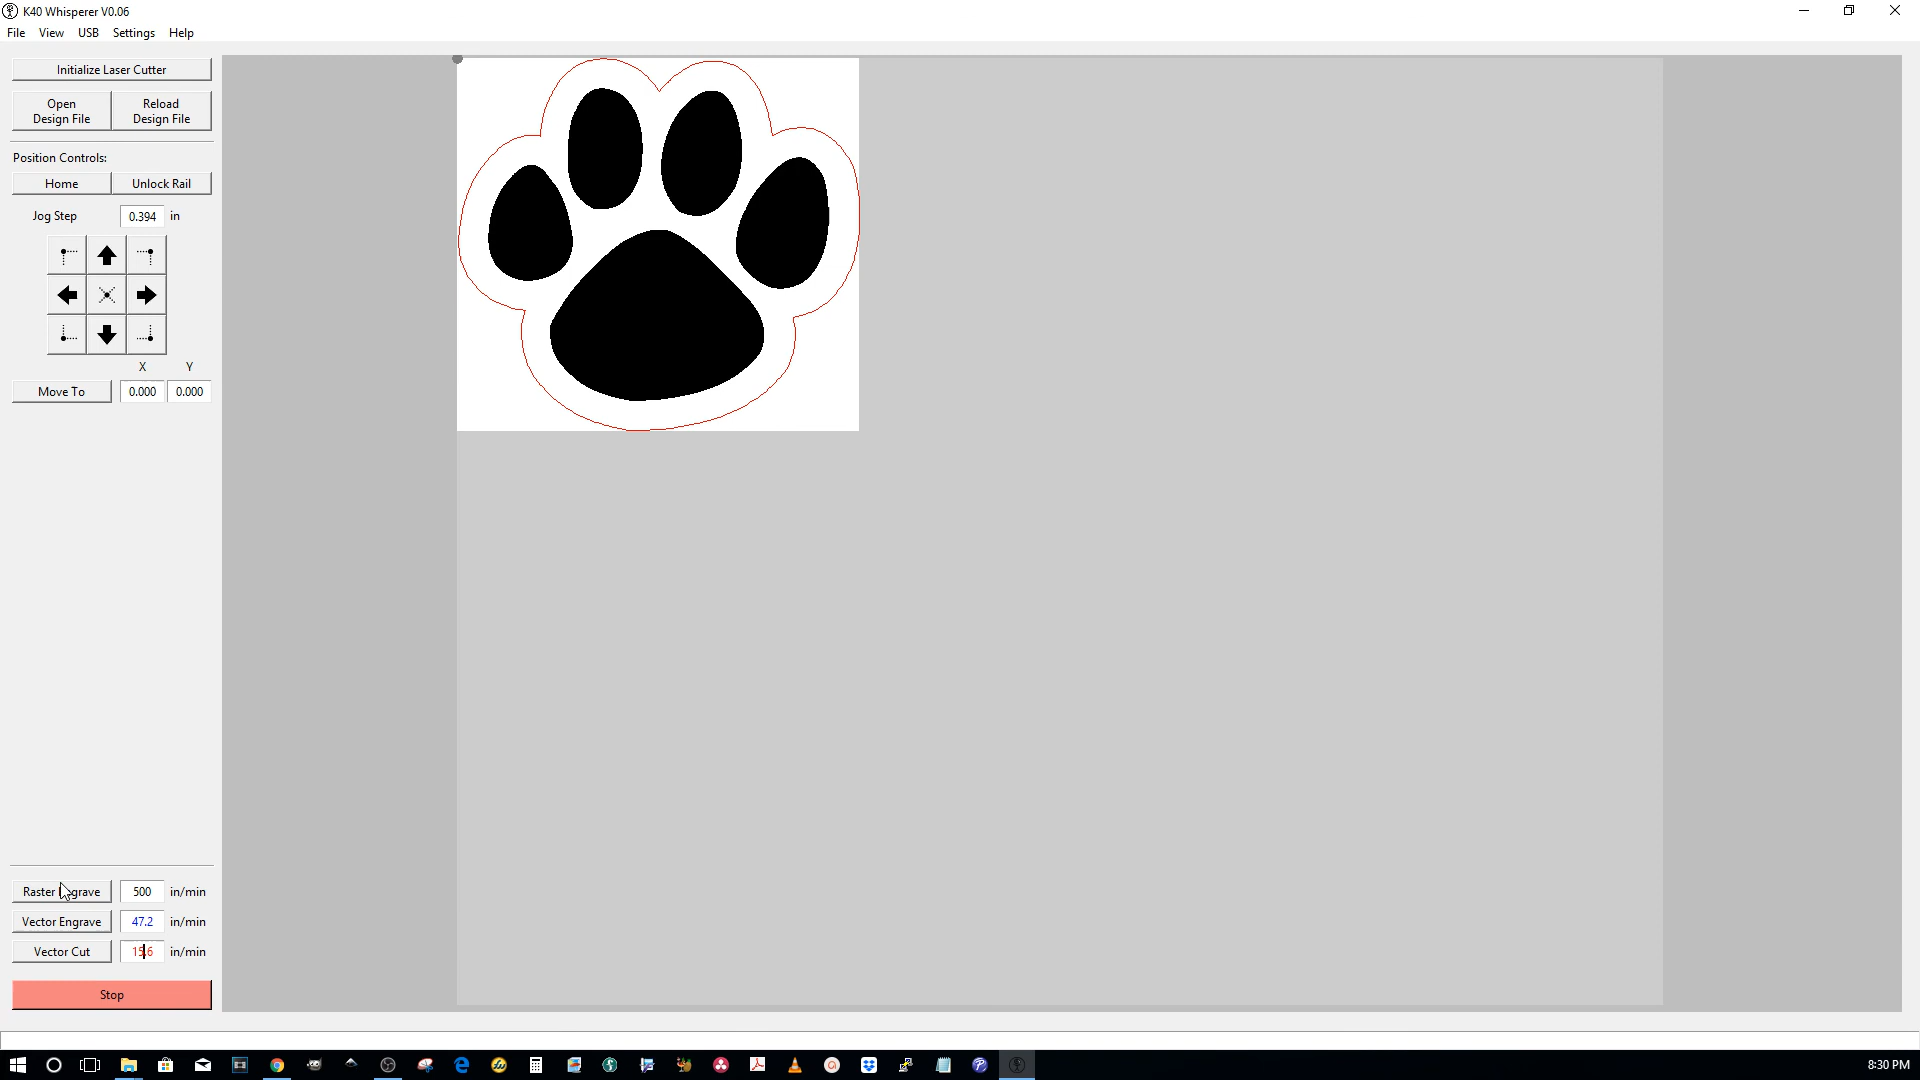 K40 Whisperer V0.06
File View USB Settings Help
Initialize Laser Cutter
Open
Design File
Reload
Design File
Position Controls:
Home
Unlock Rail
Jog Step 0.394 in
X Y
Move To 0.000 0.000
Raster Engrave 500 in/min
Vector Engrave 47.2 in/min
Vector Cut 15.6 in/min
Stop
8:30 PM